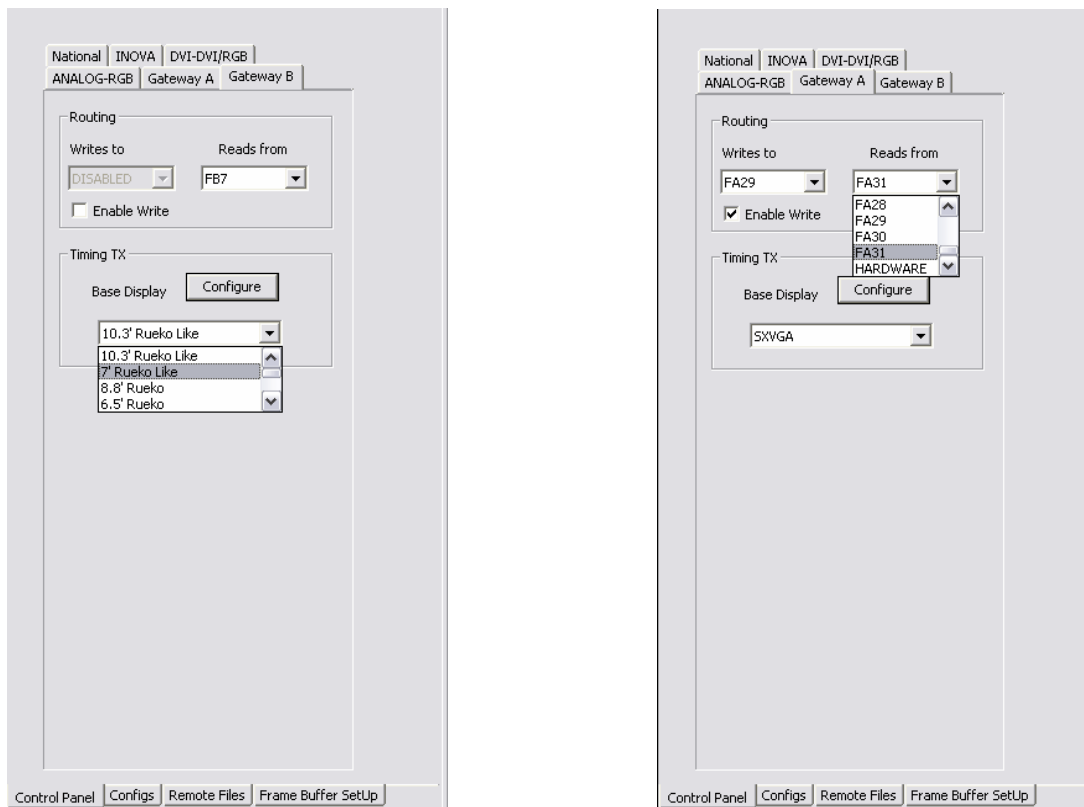 National INOVA DVI-DVI/RGB
ANALOG-RGB Gateway A Gateway B
Routing
Writes to Reads from
DISABLED FB7
Enable Write
Timing TX
Base Display Configure
10.3' Rueko Like
10.3' Rueko Like
7' Rueko Like
8.8' Rueko
6.5' Rueko
Control Panel Configs Remote Files Frame Buffer SetUp
National INOVA DVI-DVI/RGB
ANALOG-RGB Gateway A Gateway B
Routing
Writes to Reads from
FA29 FA31
Enable Write
FA28
FA29
FA30
FA31
HARDWARE
Timing TX
Base Display Configure
SXVGA
Control Panel Configs Remote Files Frame Buffer SetUp